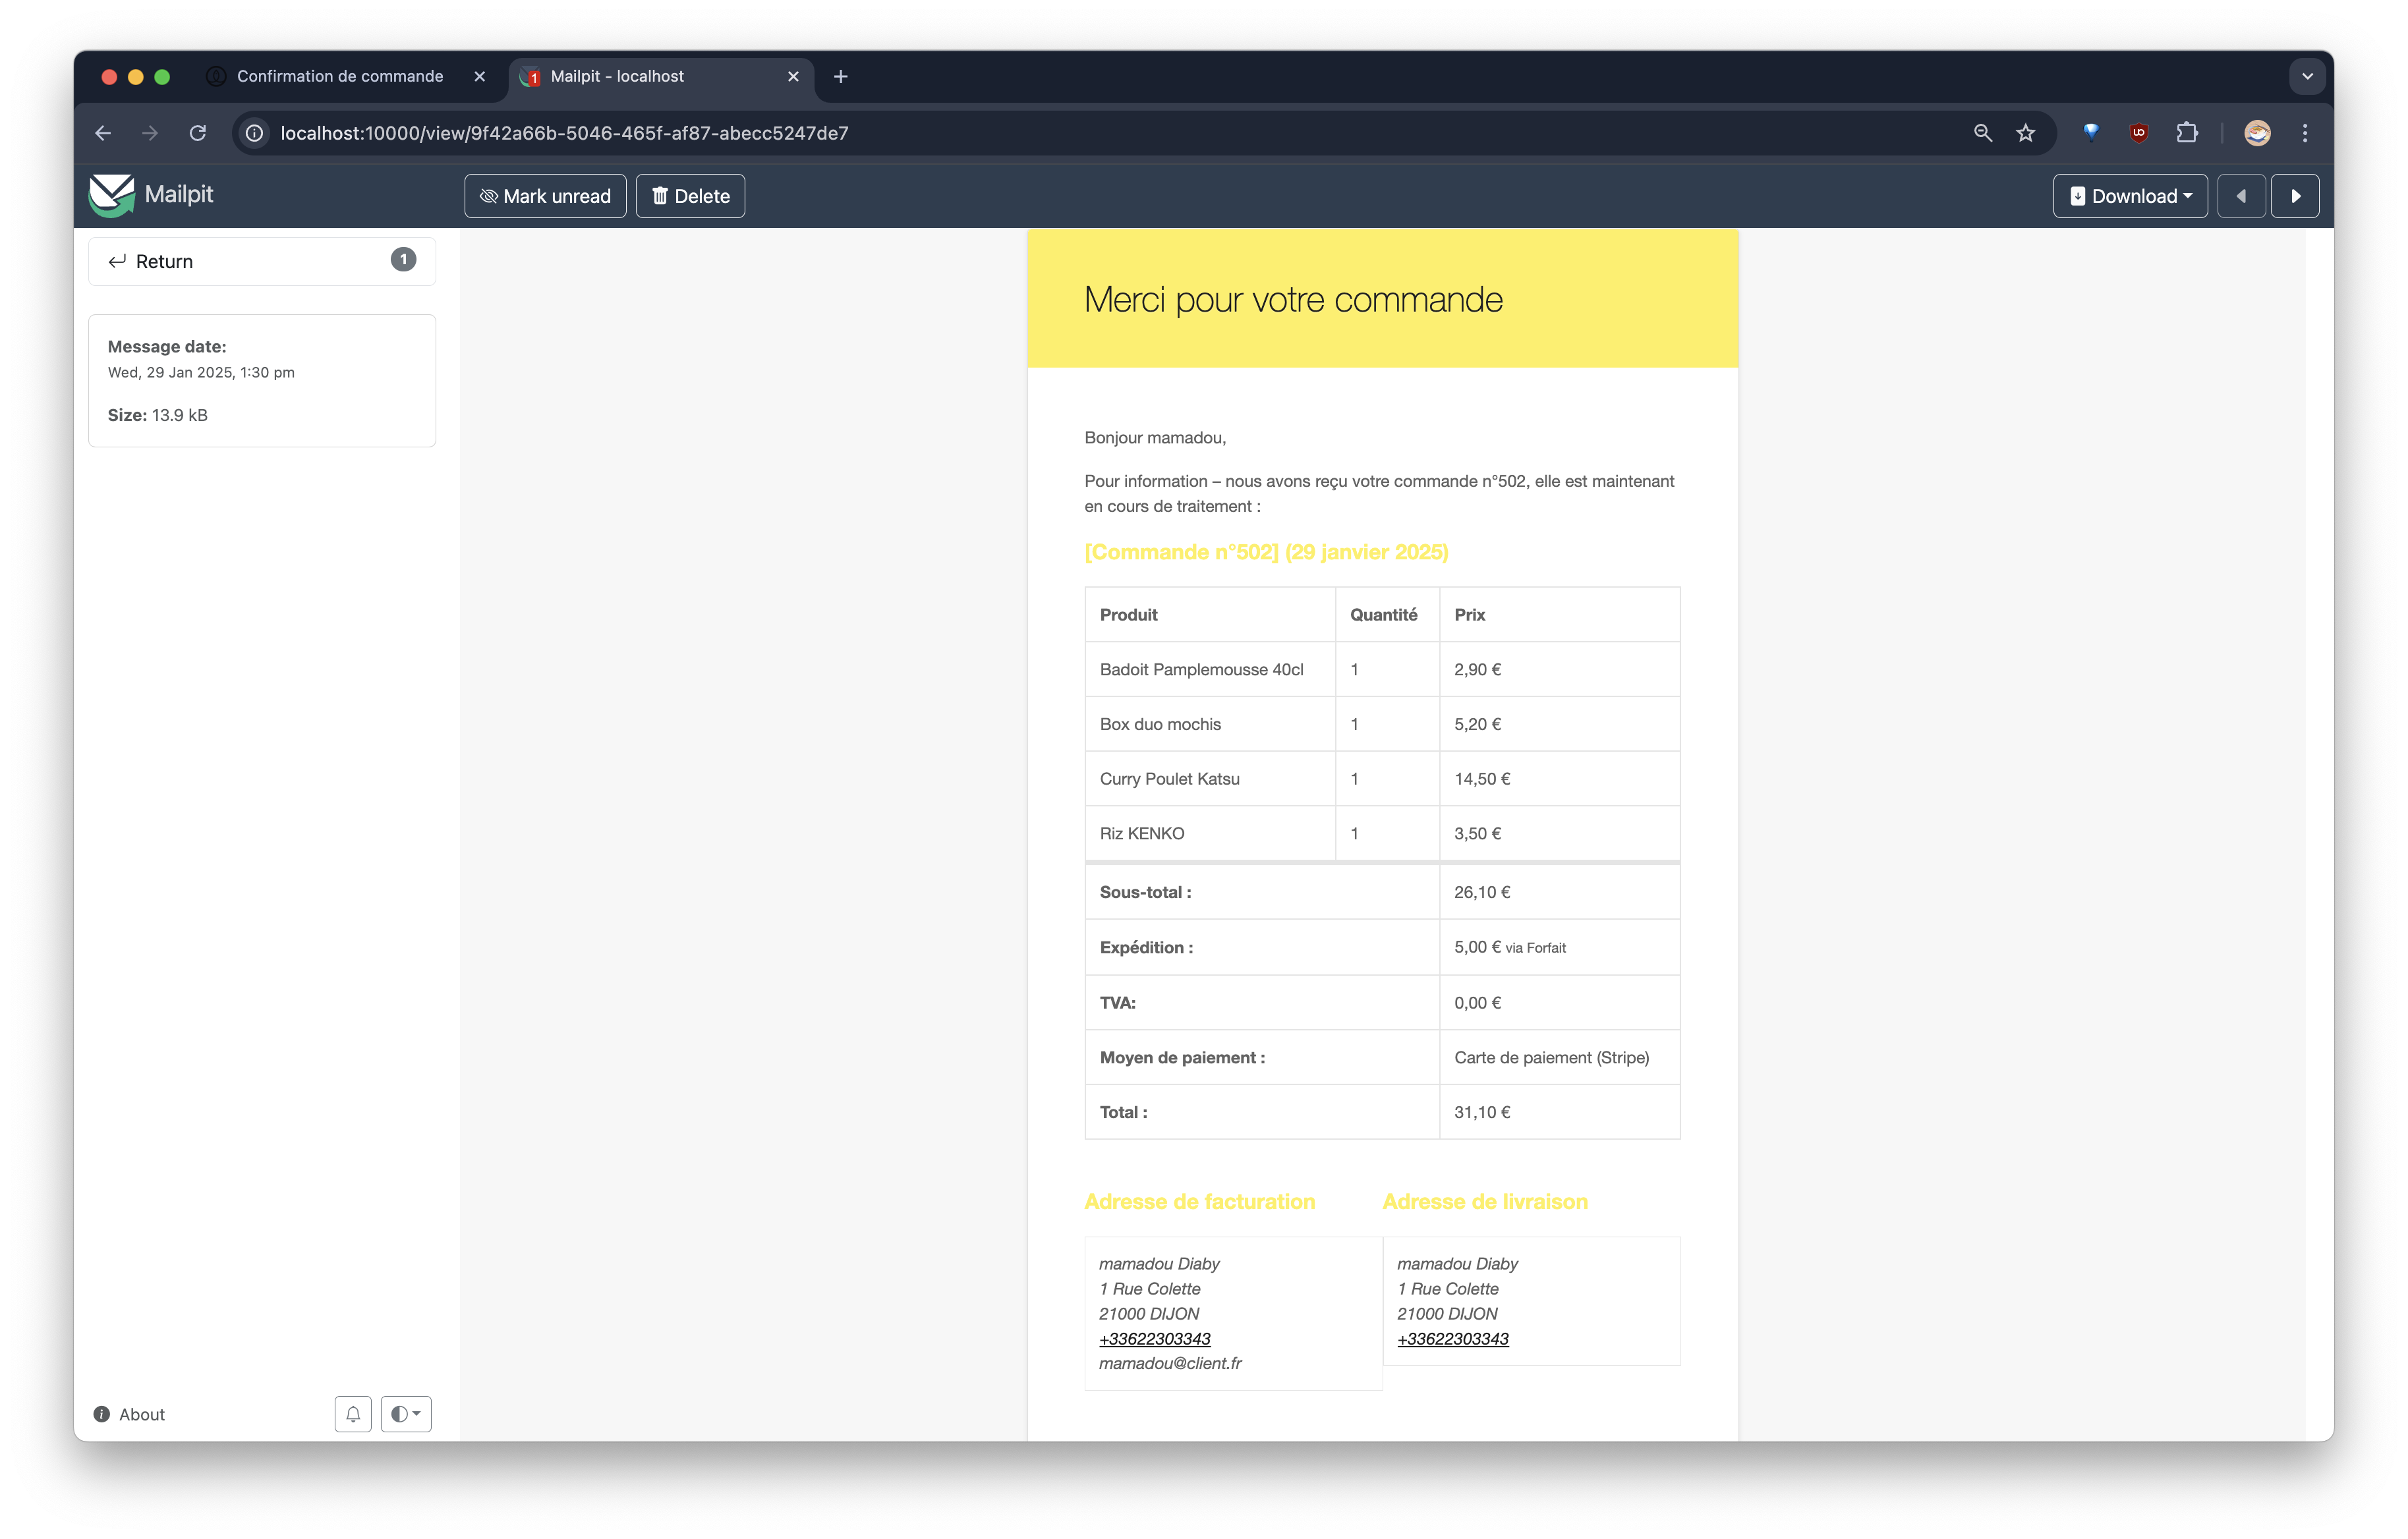 Confirmation de commande
1
Mailpit - localhost
localhost:10000/view/9f42a66b-5046-465f-af87-abecc5247de7
Mailpit
Mark unread
Delete
Download
Return
1
Message date:
Wed, 29 Jan 2025, 1:30 pm
Size: 13.9 kB
Merci pour votre commande
Bonjour mamadou,
Pour information – nous avons reçu votre commande n°502, elle est maintenant
en cours de traitement :
[Commande n°502] (29 janvier 2025)
Produit Quantité Prix
Badoit Pamplemousse 40cl 1 2,90 €
Box duo mochis 1 5,20 €
Curry Poulet Katsu 1 14,50 €
Riz KENKO 1 3,50 €
Sous-total : 26,10 €
Expédition : 5,00 € via Forfait
TVA: 0,00 €
Moyen de paiement : Carte de paiement (Stripe)
Total : 31,10 €
Adresse de facturation
mamadou Diaby
1 Rue Colette
21000 DIJON
+33622303343
mamadou@client.fr
Adresse de livraison
mamadou Diaby
1 Rue Colette
21000 DIJON
+33622303343
About